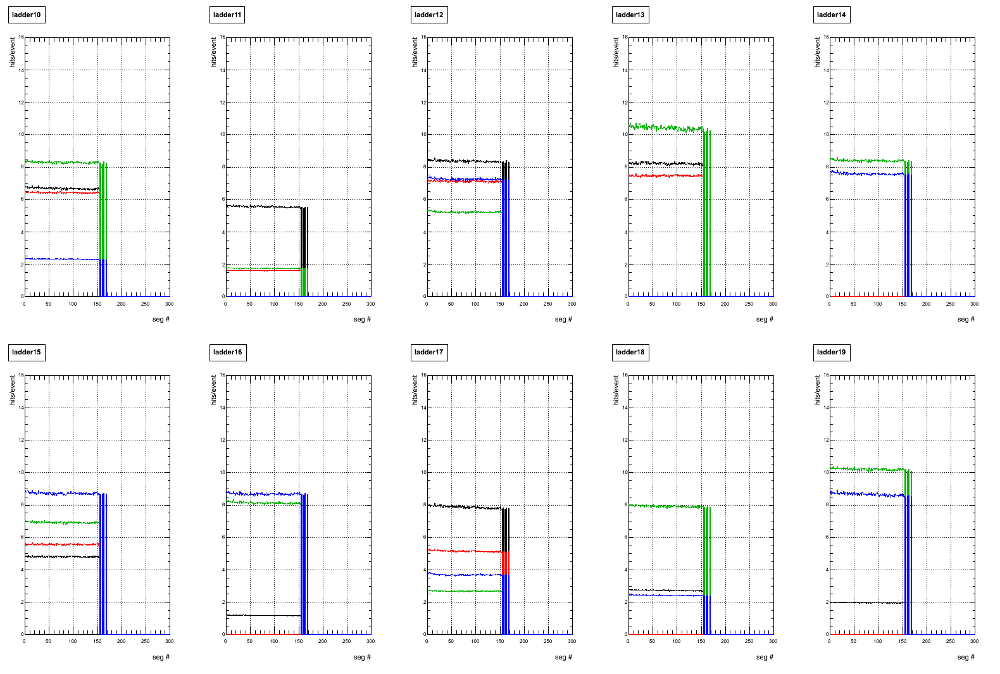 ladder10 ladder11 ladder12 ladder13 ladder14
hits/event hits/event hits/event hits/event hits/event
16 16 16 16 16
14 14 14 14 14
12 12 12 12 12
10 10 10 10 10
8 8 8 8 8
6 6 6 6 6
4 4 4 4 4
2 2 2 2 2
0 0 0 0 0
0 50 100 150 200 250 300 0 50 100 150 200 250 300 0 50 100 150 200 250 300 0 50 100 150 200 250 300 0 50 100 150 200 250 300
seg # seg # seg # seg # seg #
ladder15 ladder16 ladder17 ladder18 ladder19
hits/event hits/event hits/event hits/event hits/event
16 16 16 16 16
14 14 14 14 14
12 12 12 12 12
10 10 10 10 10
8 8 8 8 8
6 6 6 6 6
4 4 4 4 4
2 2 2 2 2
0 0 0 0 0
0 50 100 150 200 250 300 0 50 100 150 200 250 300 0 50 100 150 200 250 300 0 50 100 150 200 250 300 0 50 100 150 200 250 300
seg # seg # seg # seg # seg #